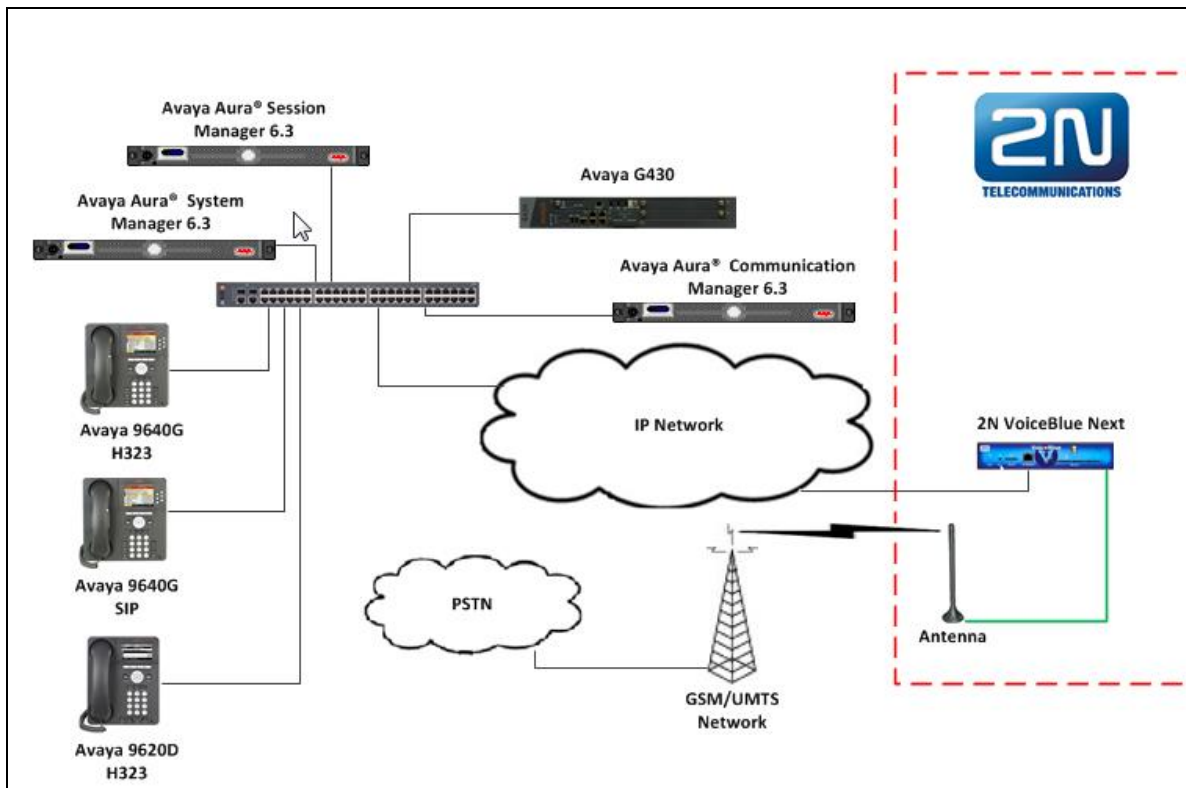 Avaya Aura® Session
Manager 6.3
Avaya Aura® System
Manager 6.3
Avaya G430
Avaya Aura® Communication
Manager 6.3
2N
TELECOMMUNICATIONS
Avaya 9640G
H323
IP Network
2N VoiceBlue Next
Avaya 9640G
SIP
PSTN
Antenna
GSM/UMTS
Network
Avaya 9620D
H323